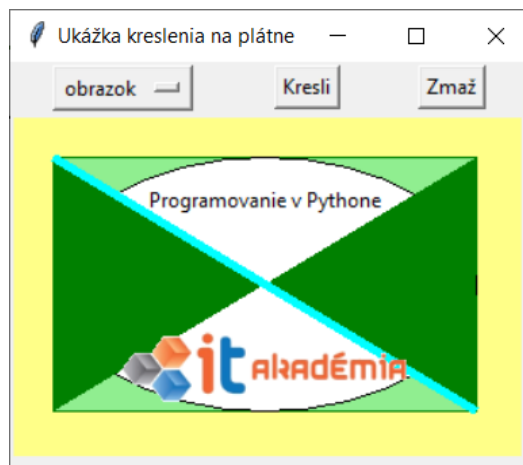 Ukážka kreslenia na plátne
obrazok Kresli Zmaž
Programovanie v Pythone
it akadémia